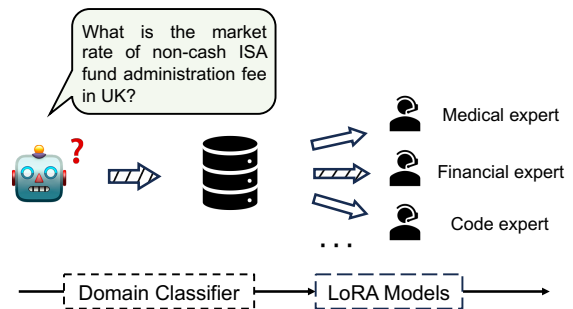 What is the market
rate of non-cash ISA
fund administration fee
in UK?
?
Medical expert
Financial expert
Code expert
...
Domain Classifier
LoRA Models